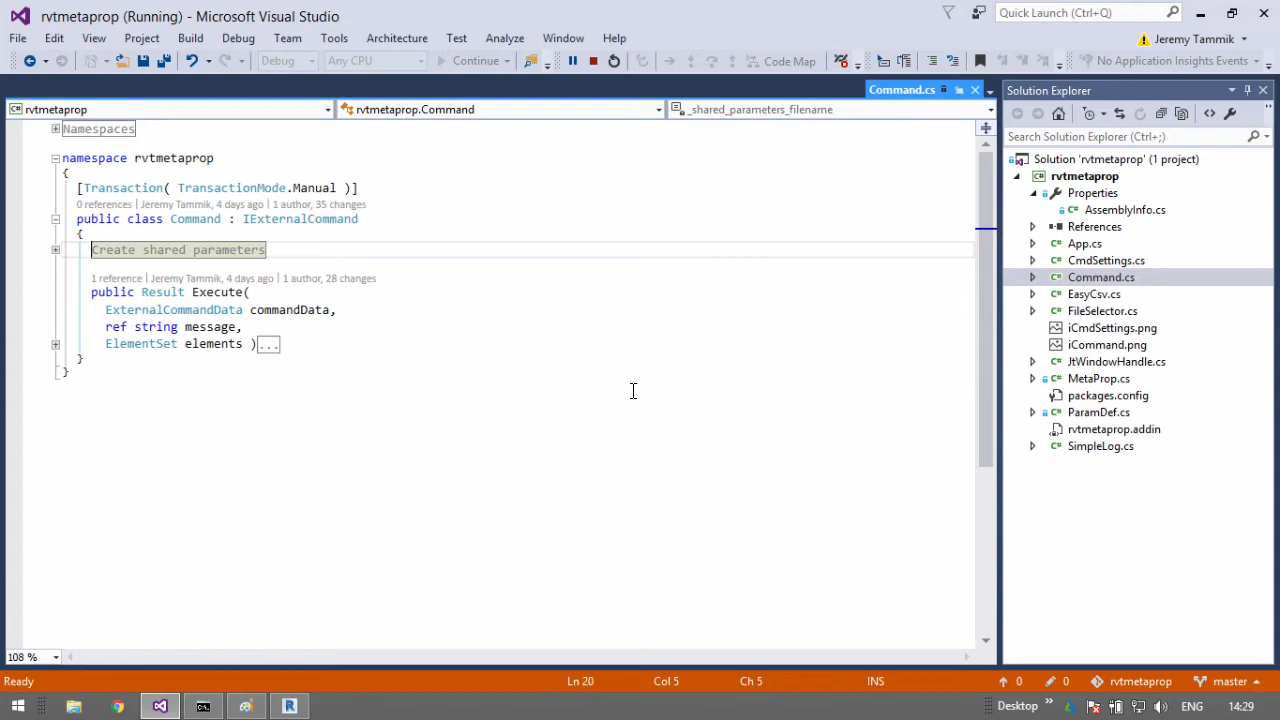 rvtmetaprop (Running) - Microsoft Visual Studio
Quick Launch (Ctrl+Q)
File Edit View Project Build Debug Team Tools Architecture Test Analyze Window Help
Jeremy Tammik
Debug Any CPU Continue Code Map No Application Insights Events
Command.cs
Solution Explorer
rvtmetaprop rvtmetaprop.Command _shared_parameters_filename
Namespaces
namespace rvtmetaprop
{
[Transaction( TransactionMode.Manual )]
0 references | Jeremy Tammik, 4 days ago | 1 author, 35 changes
public class Command : IExternalCommand
{
Create shared parameters
1 reference | Jeremy Tammik, 4 days ago | 1 author, 28 changes
public Result Execute(
ExternalCommandData commandData,
ref string message,
ElementSet elements )...
}
}
108 %
Search Solution Explorer (Ctrl+;)
Solution 'rvtmetaprop' (1 project)
rvtmetaprop
Properties
AssemblyInfo.cs
References
App.cs
CmdSettings.cs
Command.cs
EasyCsv.cs
FileSelector.cs
iCmdSettings.png
iCommand.png
JtWindowHandle.cs
MetaProp.cs
packages.config
ParamDef.cs
rvtmetaprop.addin
SimpleLog.cs
Ready Ln 20 Col 5 Ch 5 INS 0 0 rvtmetaprop master
Desktop ENG 14:29